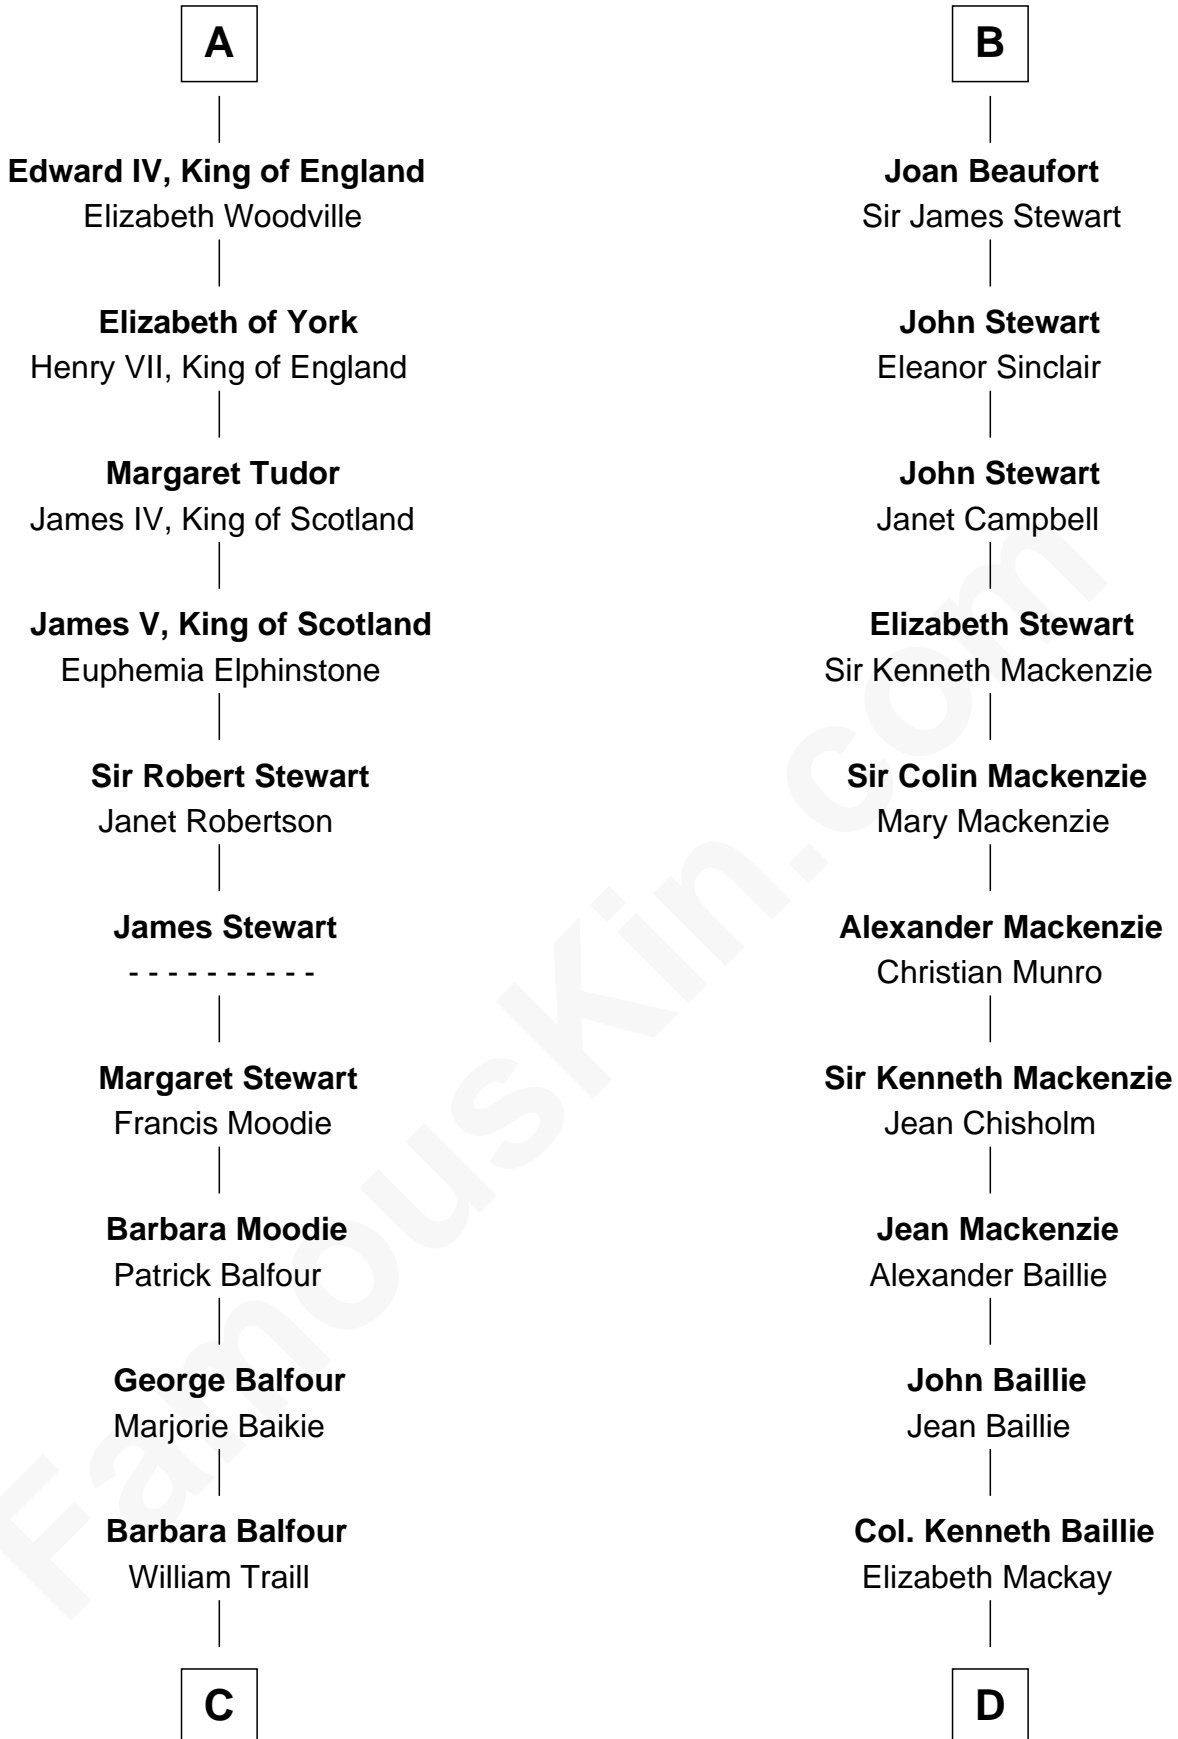 A
Edward IV, King of England
Elizabeth Woodville
Elizabeth of York
Henry VII, King of England
Margaret Tudor
James IV, King of Scotland
James V, King of Scotland
Euphemia Elphinstone
Sir Robert Stewart
Janet Robertson
James Stewart
- - - - - - - - - -
Margaret Stewart
Francis Moodie
Barbara Moodie
Patrick Balfour
George Balfour
Marjorie Baikie
Barbara Balfour
William Traill
C
B
Joan Beaufort
Sir James Stewart
John Stewart
Eleanor Sinclair
John Stewart
Janet Campbell
Elizabeth Stewart
Sir Kenneth Mackenzie
Sir Colin Mackenzie
Mary Mackenzie
Alexander Mackenzie
Christian Munro
Sir Kenneth Mackenzie
Jean Chisholm
Jean Mackenzie
Alexander Baillie
John Baillie
Jean Baillie
Col. Kenneth Baillie
Elizabeth Mackay
D
FamousKin.com